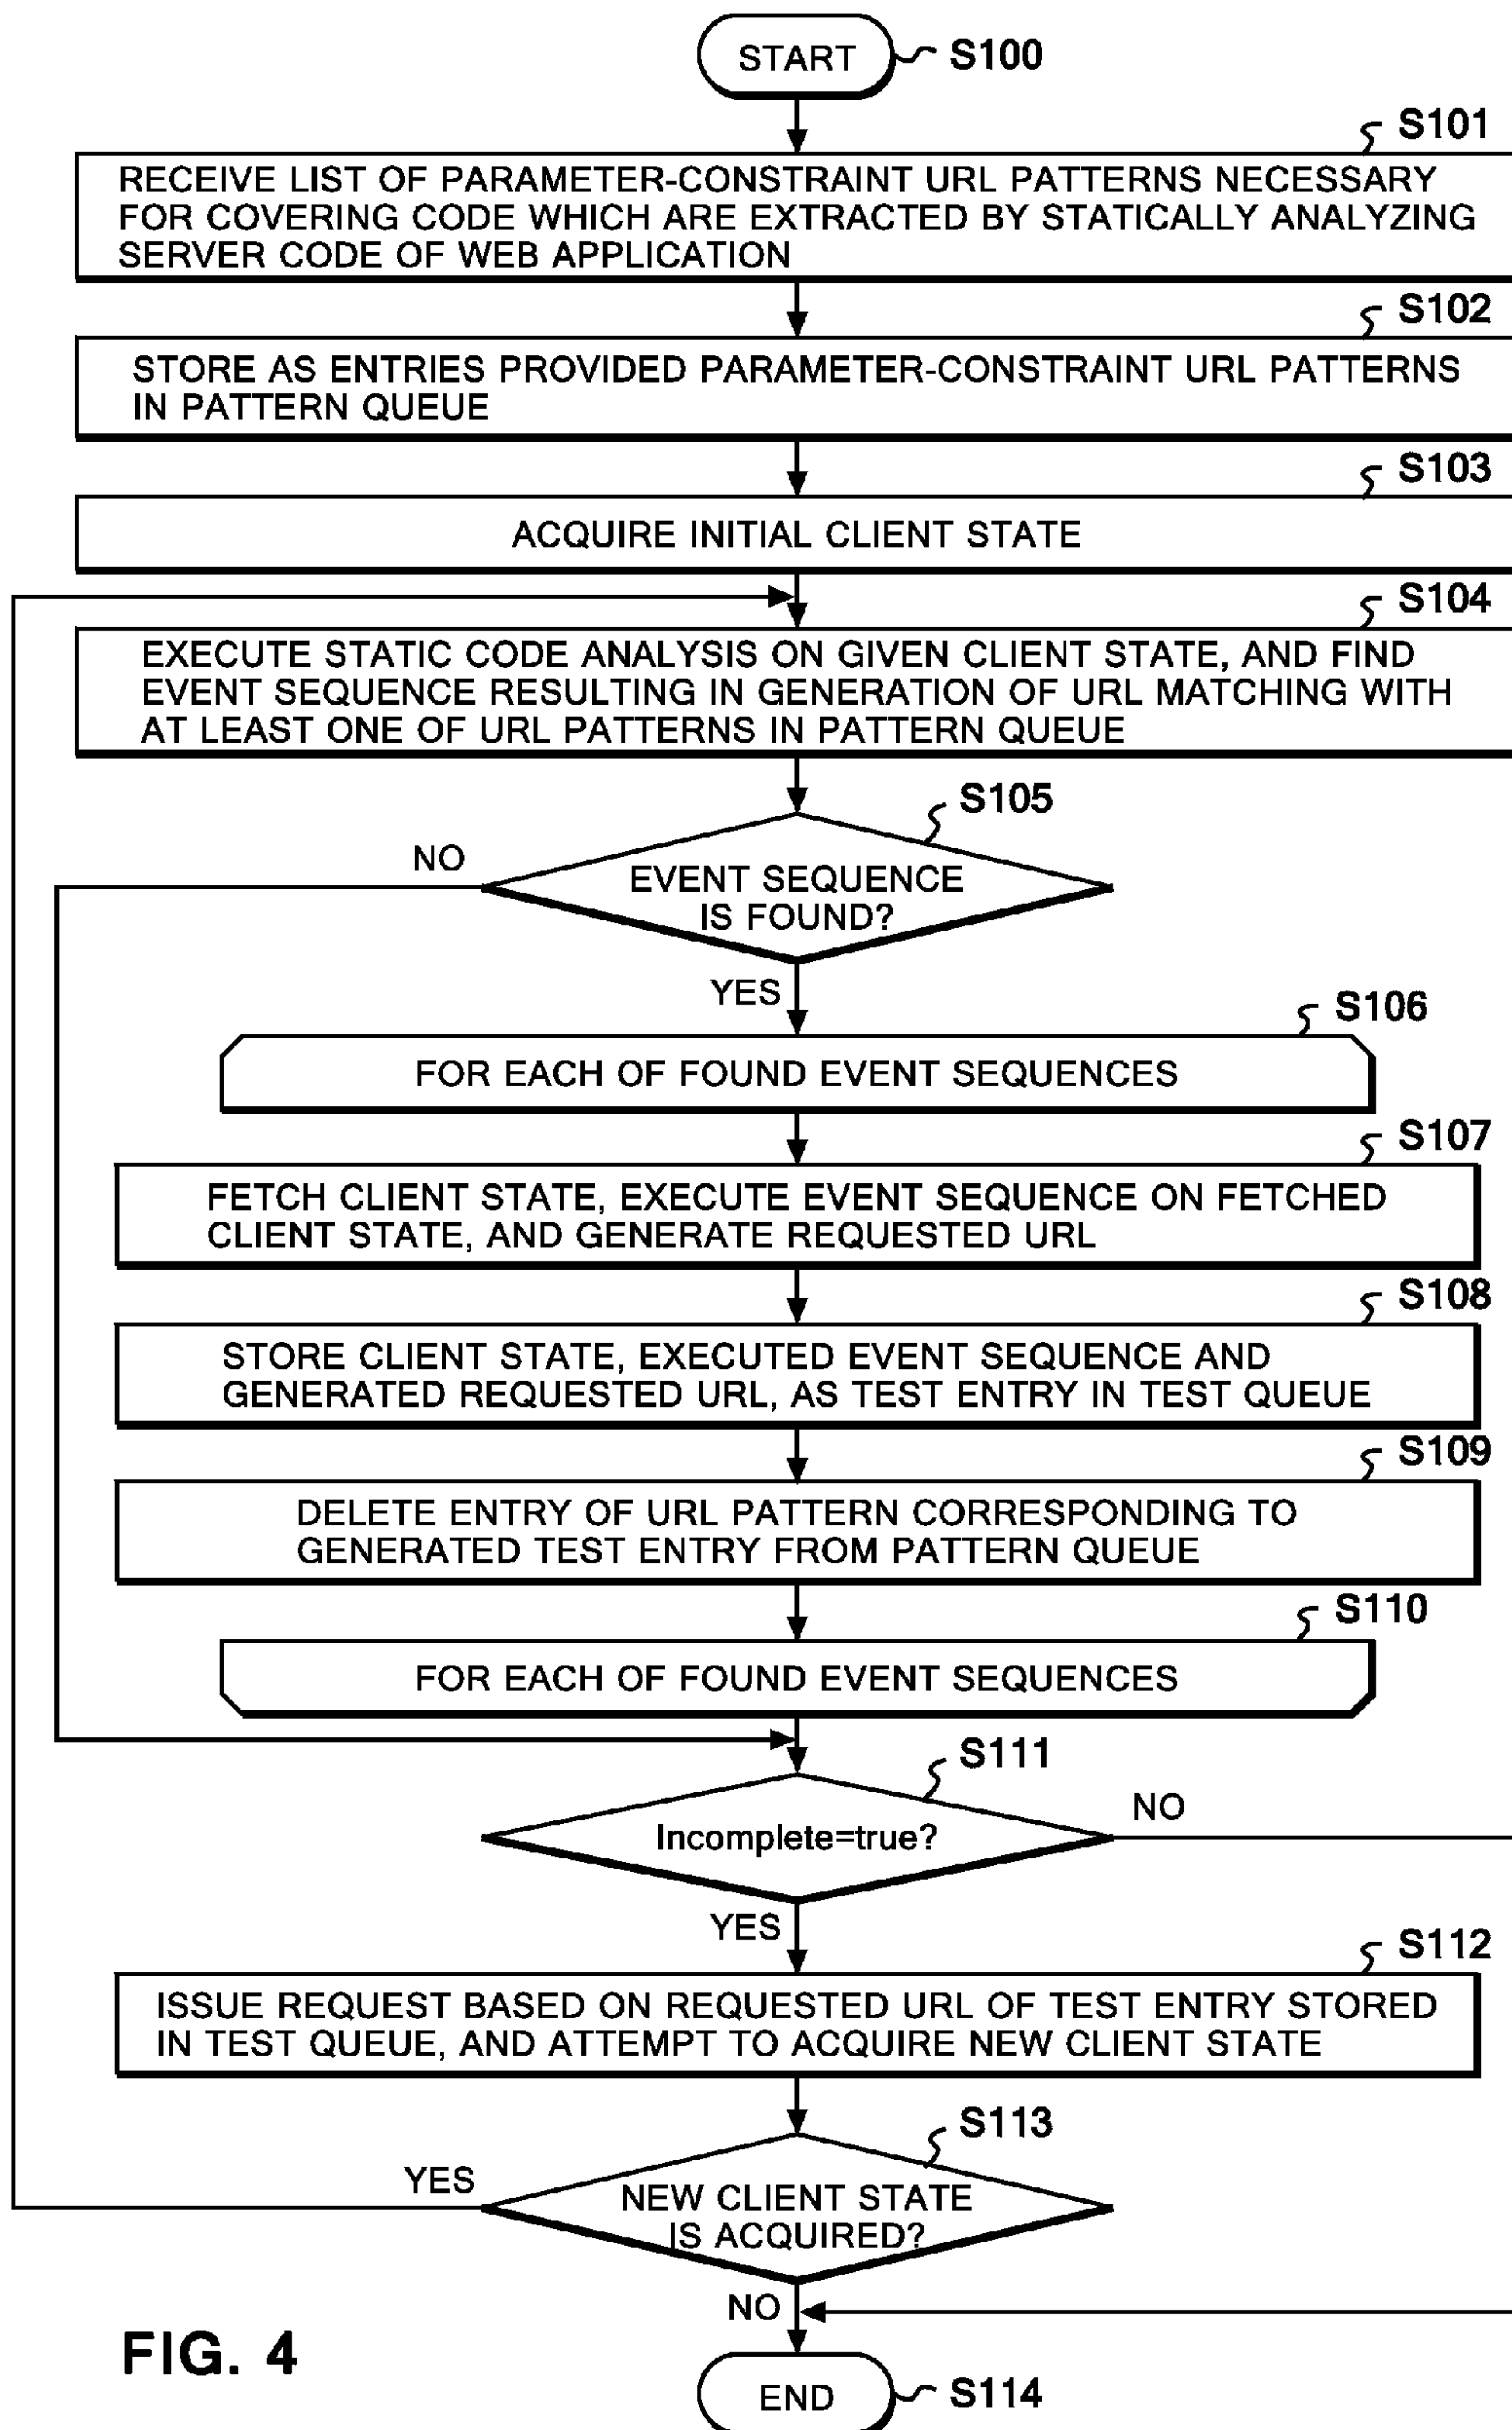 START
S100
S101
RECEIVE LIST OF PARAMETER-CONSTRAINT URL PATTERNS NECESSARY
FOR COVERING CODE WHICH ARE EXTRACTED BY STATICALLY ANALYZING
SERVER CODE OF WEB APPLICATION
S102
STORE AS ENTRIES PROVIDED PARAMETER-CONSTRAINT URL PATTERNS
IN PATTERN QUEUE
S103
ACQUIRE INITIAL CLIENT STATE
S104
EXECUTE STATIC CODE ANALYSIS ON GIVEN CLIENT STATE, AND FIND
EVENT SEQUENCE RESULTING IN GENERATION OF URL MATCHING WITH
AT LEAST ONE OF URL PATTERNS IN PATTERN QUEUE
S105
NO
EVENT SEQUENCE
IS FOUND?
YES
S106
FOR EACH OF FOUND EVENT SEQUENCES
S107
FETCH CLIENT STATE, EXECUTE EVENT SEQUENCE ON FETCHED
CLIENT STATE, AND GENERATE REQUESTED URL
S108
STORE CLIENT STATE, EXECUTED EVENT SEQUENCE AND
GENERATED REQUESTED URL, AS TEST ENTRY IN TEST QUEUE
S109
DELETE ENTRY OF URL PATTERN CORRESPONDING TO
GENERATED TEST ENTRY FROM PATTERN QUEUE
S110
FOR EACH OF FOUND EVENT SEQUENCES
S111
NO
Incomplete=true?
YES
S112
ISSUE REQUEST BASED ON REQUESTED URL OF TEST ENTRY STORED
IN TEST QUEUE, AND ATTEMPT TO ACQUIRE NEW CLIENT STATE
S113
YES
NEW CLIENT STATE
IS ACQUIRED?
NO
FIG. 4
END
S114